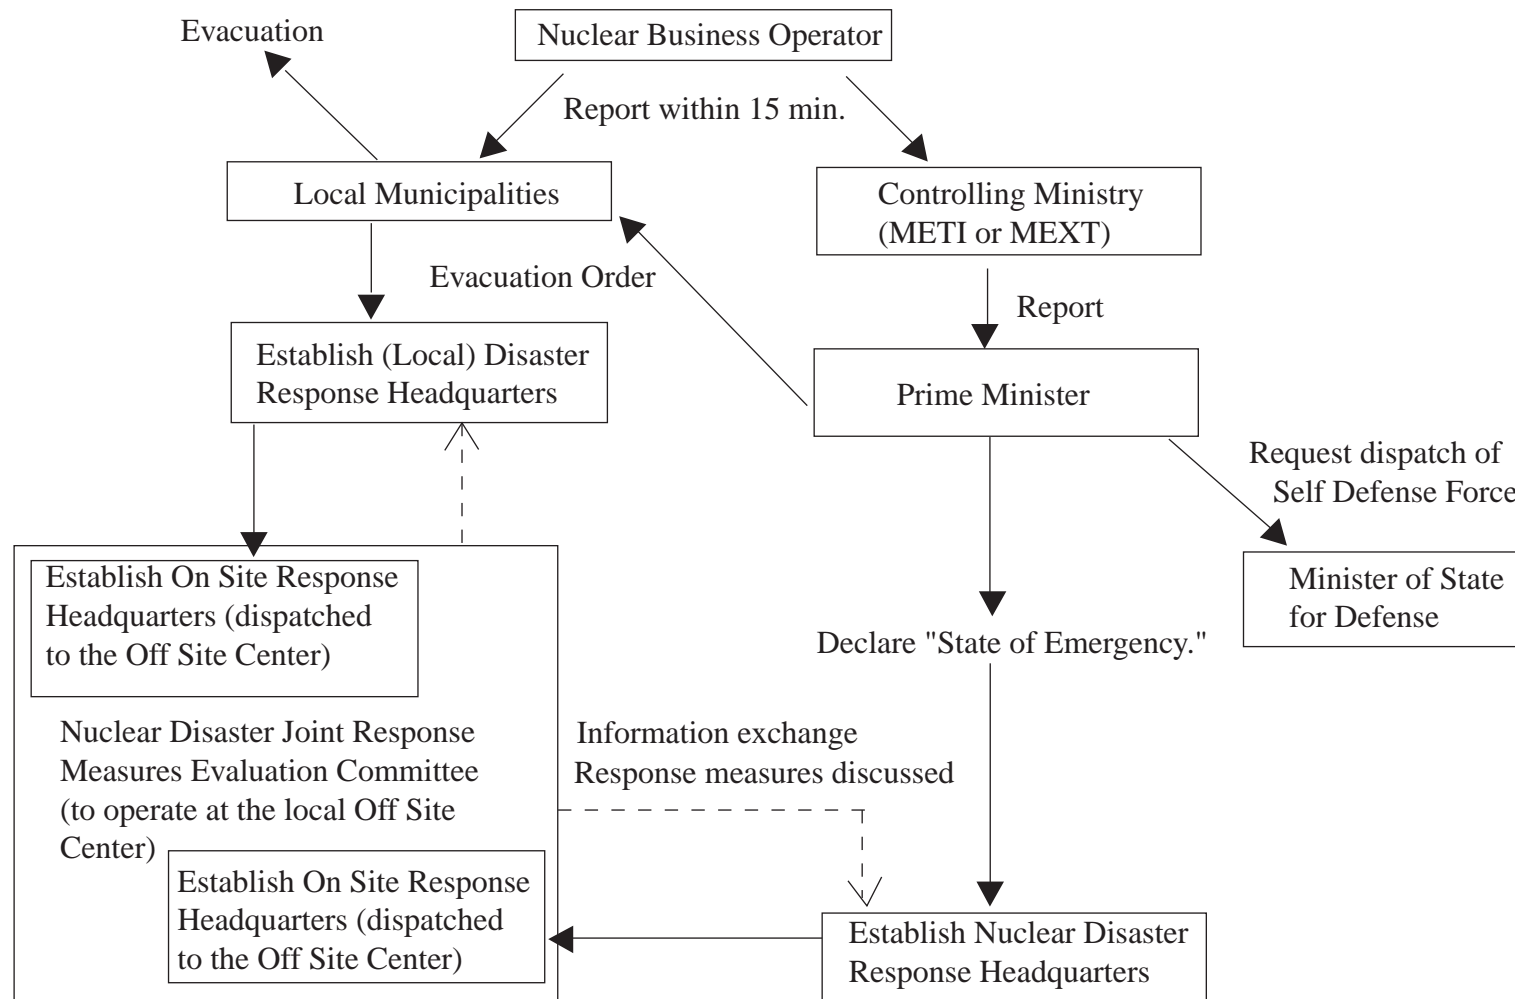 Evacuation
Nuclear Business Operator
Report within 15 min.
Local Municipalities
Controlling Ministry
(METI or MEXT)
Evacuation Order
Report
Establish (Local) Disaster
Response Headquarters
Prime Minister
Request dispatch of
Self Defense Force
Establish On Site Response
Headquarters (dispatched
to the Off Site Center)
Minister of State
for Defense
Declare "State of Emergency."
Nuclear Disaster Joint Response
Measures Evaluation Committee
(to operate at the local Off Site
Center)
Information exchange
Response measures discussed
Establish On Site Response
Headquarters (dispatched
to the Off Site Center)
Establish Nuclear Disaster
Response Headquarters